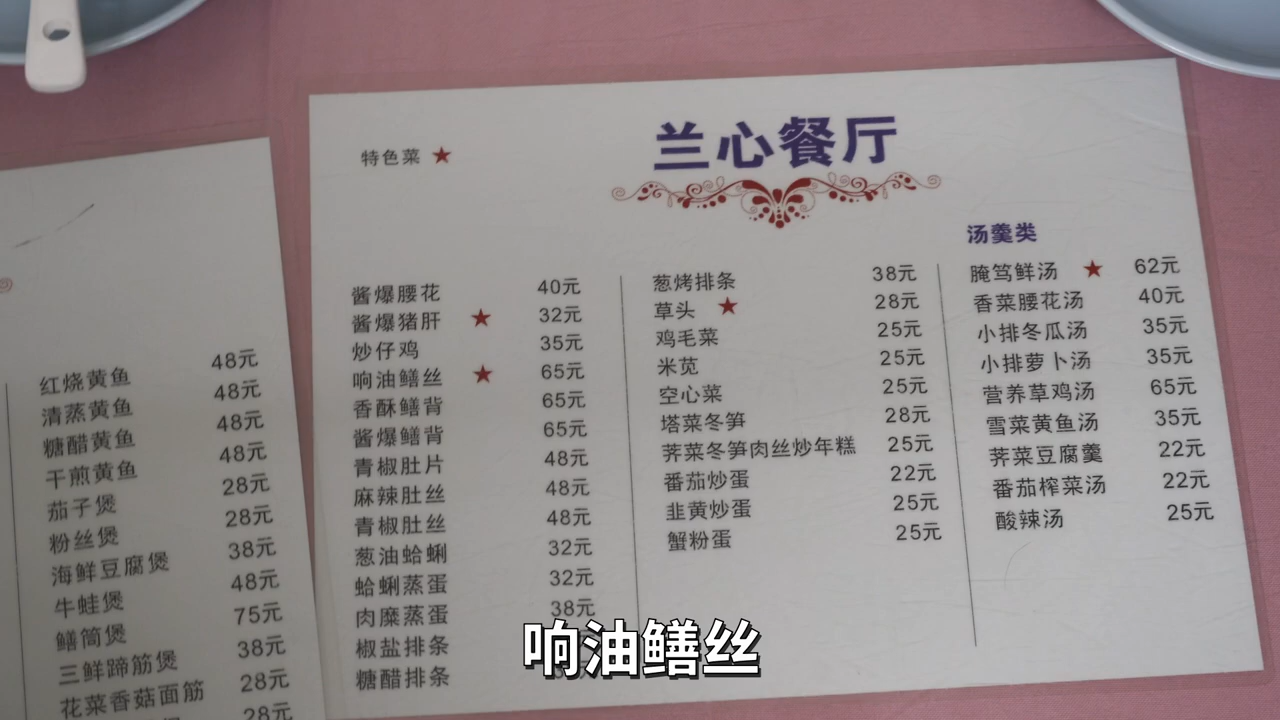 红烧黄鱼 48元
清蒸黄鱼 48元
糖醋黄鱼 48元
干煎黄鱼 48元
茄子煲 28元
粉丝煲 28元
海鲜豆腐煲 38元
牛蛙煲 48元
鳝筒煲 75元
三鲜蹄筋煲 38元
花菜香菇面筋 28元
28元
兰心餐厅
特色菜 ★
酱爆腰花 40元
酱爆猪肝 ★ 32元
炒仔鸡 35元
响油鳝丝 ★ 65元
香酥鳝背 65元
酱爆鳝背 65元
青椒肚片 48元
麻辣肚丝 48元
青椒肚丝 48元
葱油蛤蜊 32元
蛤蜊蒸蛋 32元
肉糜蒸蛋 38元
椒盐排条
糖醋排条
葱烤排条 38元
草头 ★ 28元
鸡毛菜 25元
米苋 25元
空心菜 25元
塔菜冬笋 28元
荠菜冬笋肉丝炒年糕 25元
番茄炒蛋 22元
韭黄炒蛋 25元
蟹粉蛋 25元
汤羹类
腌笃鲜汤 ★ 62元
香菜腰花汤 40元
小排冬瓜汤 35元
小排萝卜汤 35元
营养草鸡汤 65元
雪菜黄鱼汤 35元
荠菜豆腐羹 22元
番茄榨菜汤 22元
酸辣汤 25元
响油鳝丝